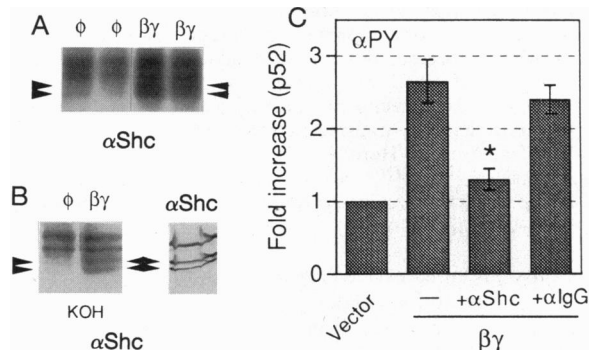 A
ϕ ϕ βγ βγ
αShc
B
ϕ βγ
αShc
KOH
αShc
C
αPY
Fold increase (p52)
3
2
1
0
*
Vector
— +αShc +αIgG
βγ